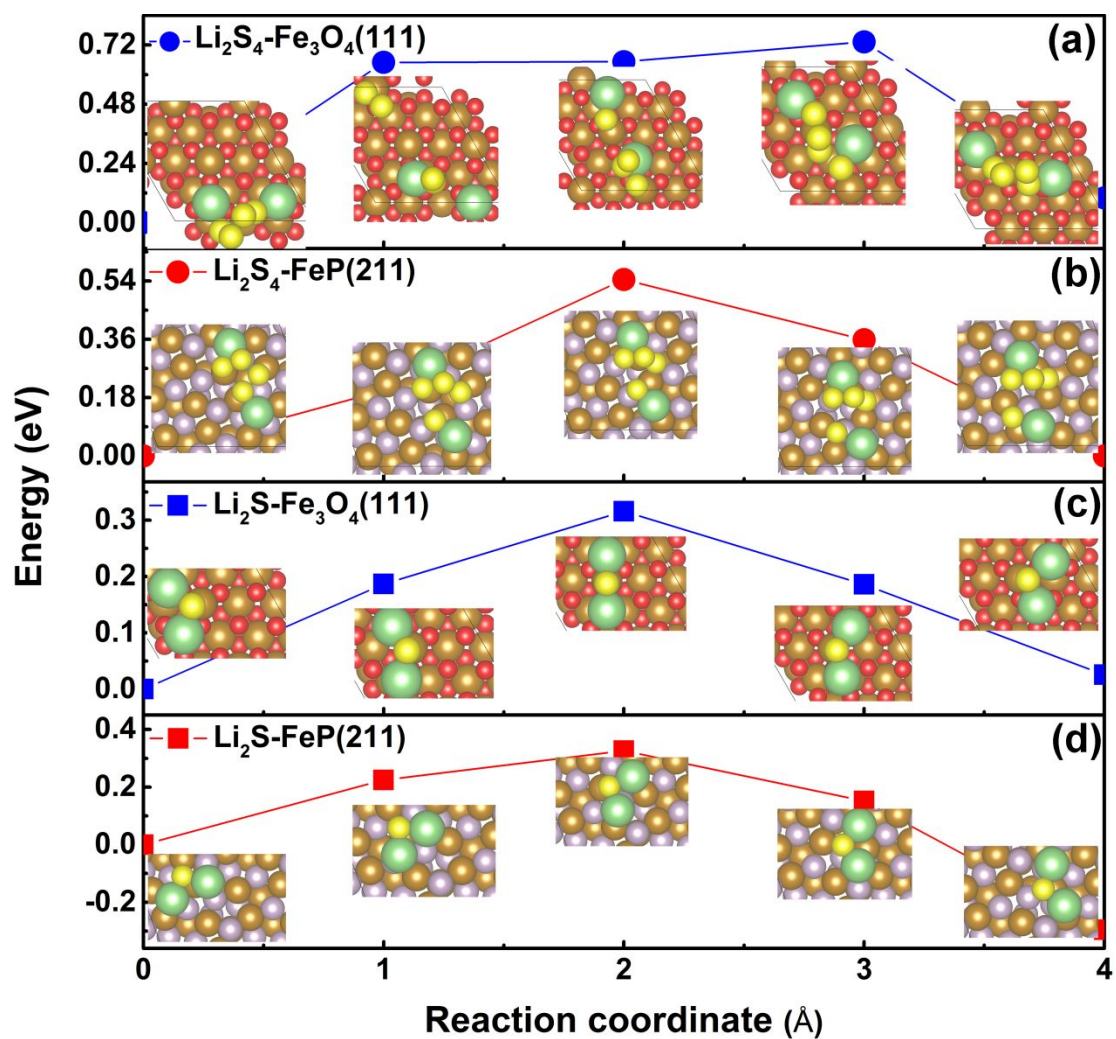 Li₂S₄-Fe₃O₄(111)
(a)
0.72
0.48
0.24
0.00
Li₂S₄-FeP(211)
(b)
0.54
0.36
0.18
0.00
Li₂S-Fe₃O₄(111)
(c)
0.3
0.2
0.1
0.0
Li₂S-FeP(211)
(d)
0.4
0.2
0.0
-0.2
Energy (eV)
0 1 2 3 4
Reaction coordinate (Å)